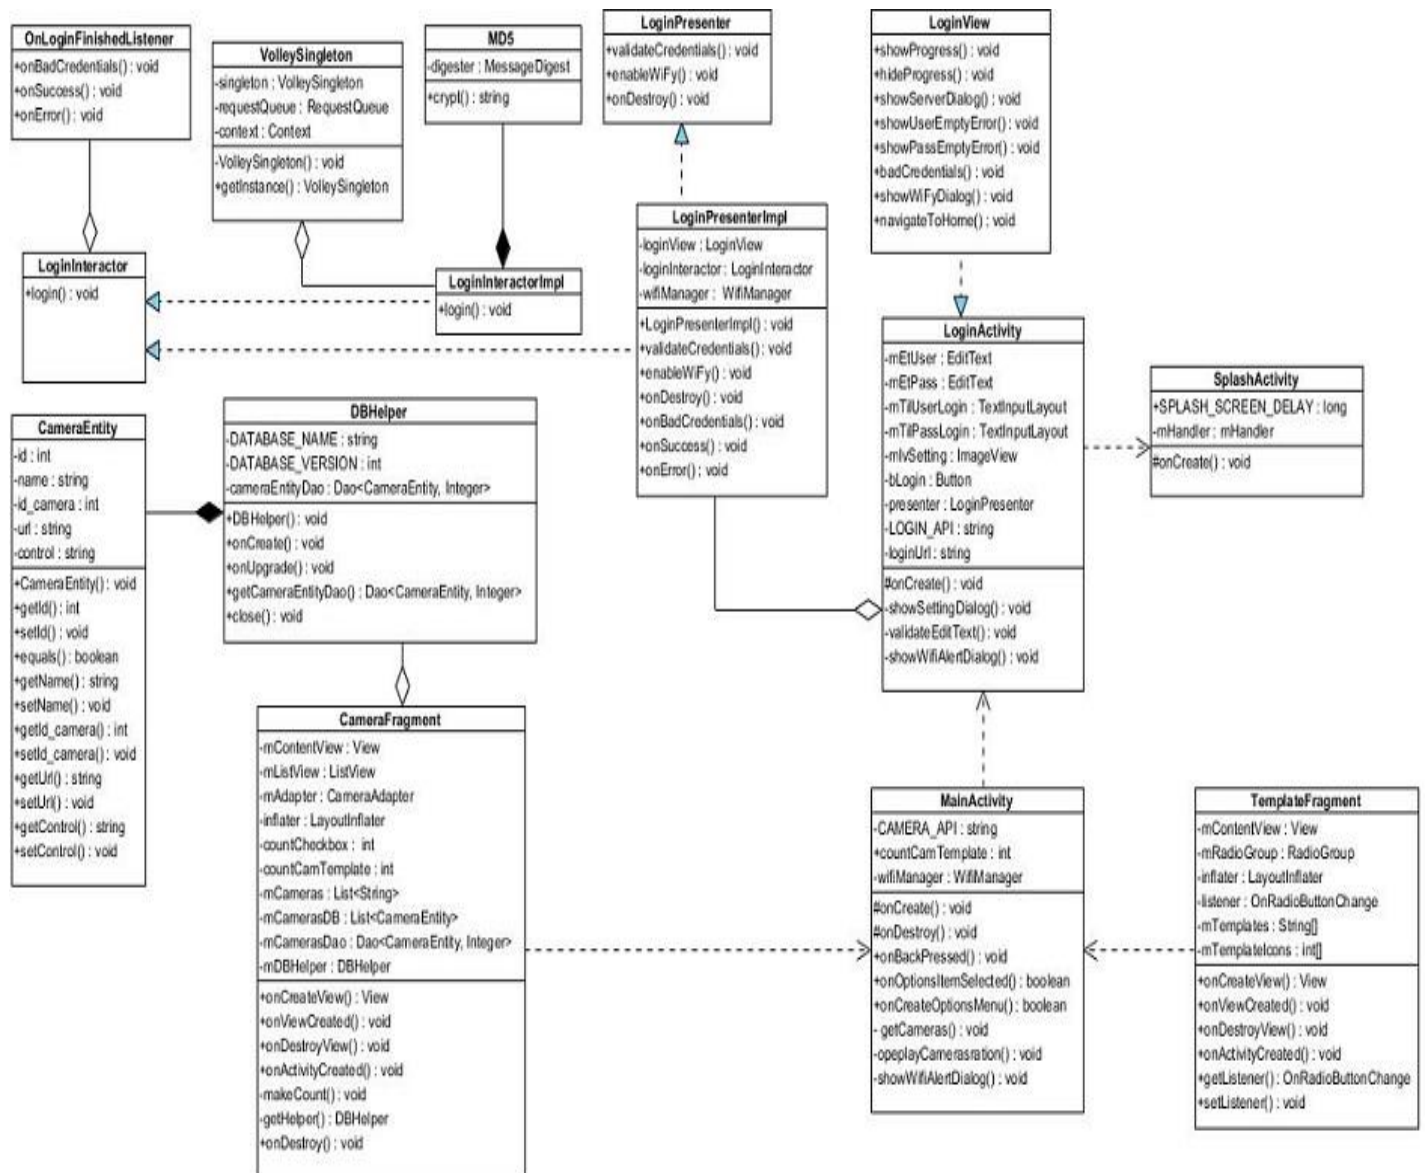 OnLoginFinishedListener
+onBadCredentials() : void
+onSuccess() : void
+onError() : void
VolleySingleton
-singleton : VolleySingleton
-requestQueue : RequestQueue
-context : Context
-VolleySingleton() : void
+getInstance() : VolleySingleton
MD5
-digester : MessageDigest
+crypt() : string
LoginPresenter
+validateCredentials() : void
+enableWiFy() : void
+onDestroy() : void
LoginView
+showProgress() : void
+hideProgress() : void
+showServerDialog() : void
+showUserEmptyError() : void
+showPassEmptyError() : void
+badCredentials() : void
+showWiFyDialog() : void
+navigateToHome() : void
LoginInteractor
+login() : void
LoginInteractorImpl
+login() : void
LoginPresenterImpl
-loginView : LoginView
-loginInteractor : LoginInteractor
-wifiManager : WifiManager
+LoginPresenterImpl() : void
+validateCredentials() : void
+enableWiFy() : void
+onDestroy() : void
+onBadCredentials() : void
+onSuccess() : void
+onError() : void
LoginActivity
-mEtUser : EditText
-mEtPass : EditText
-mTilUserLogin : TextInputLayout
-mTilPassLogin : TextInputLayout
-mIvSetting : ImageView
-bLogin : Button
-presenter : LoginPresenter
-LOGIN_API : string
-loginUrl : string
#onCreate() : void
-showSettingDialog() : void
-validateEditText() : void
-showWifiAlertDialog() : void
SplashActivity
+SPLASH_SCREEN_DELAY : long
-mHandler : mHandler
#onCreate() : void
CameraEntity
-id : int
-name : string
-id_camera : int
-url : string
-control : string
+CameraEntity() : void
+getId() : int
+setId() : void
+equals() : boolean
+getName() : string
+setName() : void
+getId_camera() : int
+setId_camera() : void
+getUrl() : string
+setUrl() : void
+getControl() : string
+setControl() : void
DBHelper
-DATABASE_NAME : string
-DATABASE_VERSION : int
-cameraEntityDao : Dao<CameraEntity, Integer>
+DBHelper() : void
+onCreate() : void
+onUpgrade() : void
+getCameraEntityDao() : Dao<CameraEntity, Integer>
+close() : void
CameraFragment
-mContentView : View
-mListView : ListView
-mAdapter : CameraAdapter
-inflater : LayoutInflater
-countCheckbox : int
-countCamTemplate : int
-mCameras : List<String>
-mCamerasDB : List<CameraEntity>
-mCamerasDao : Dao<CameraEntity, Integer>
-mDBHelper : DBHelper
+onCreateView() : View
+onViewCreated() : void
+onDestroyView() : void
+onActivityCreated() : void
-makeCount() : void
-getHelper() : DBHelper
+onDestroy() : void
MainActivity
-CAMERA_API : string
+countCamTemplate : int
-wifiManager : WifiManager
#onCreate() : void
#onDestroy() : void
+onBackPressed() : void
+onOptionsItemSelected() : boolean
+onCreateOptionsMenu() : boolean
- getCameras() : void
-opeplayCamerasration() : void
-showWifiAlertDialog() : void
TemplateFragment
-mContentView : View
-mRadioGroup : RadioGroup
-inflater : LayoutInflater
-listener : OnRadioButtonChange
-mTemplates : String[]
-mTemplateIcons : int[]
+onCreateView() : View
+onViewCreated() : void
+onDestroyView() : void
+onActivityCreated() : void
+getListener() : OnRadioButtonChange
+setListener() : void